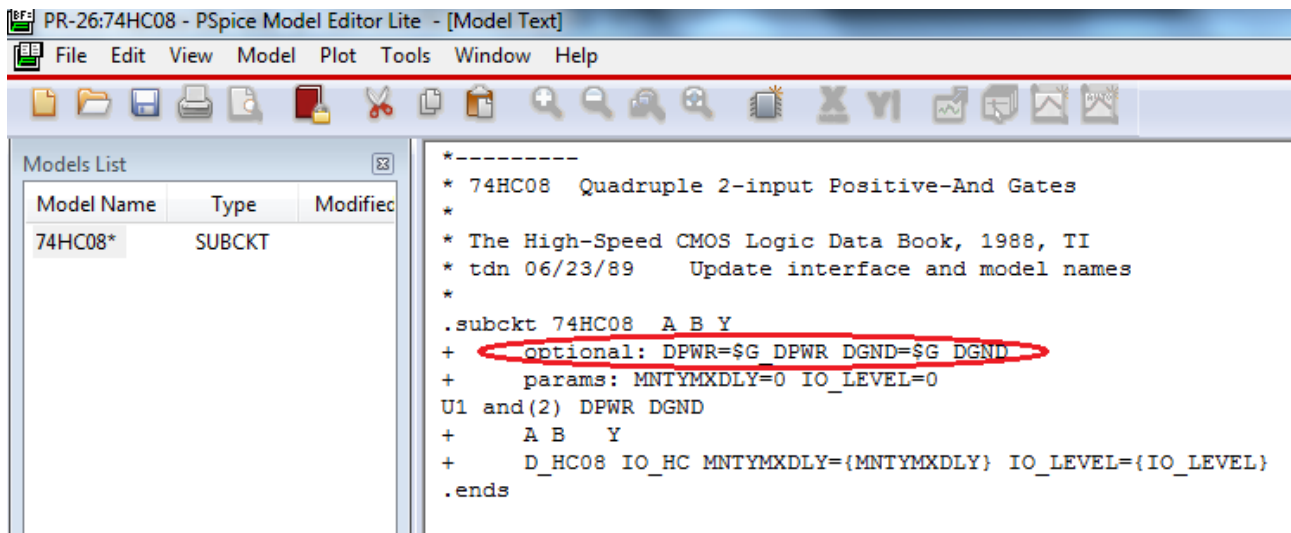 PR-26:74HC08 - PSpice Model Editor Lite - [Model Text]
File Edit View Model Plot Tools Window Help
Models List
Model Name Type Modified
74HC08* SUBCKT
*---------
* 74HC08 Quadruple 2-input Positive-And Gates
*
* The High-Speed CMOS Logic Data Book, 1988, TI
* tdn 06/23/89 Update interface and model names
*
.subckt 74HC08 A B Y
+ optional: DPWR=$G_DPWR DGND=$G_DGND
+ params: MNTYMXDLY=0 IO_LEVEL=0
U1 and(2) DPWR DGND
+ A B Y
+ D_HC08 IO_HC MNTYMXDLY={MNTYMXDLY} IO_LEVEL={IO_LEVEL}
.ends